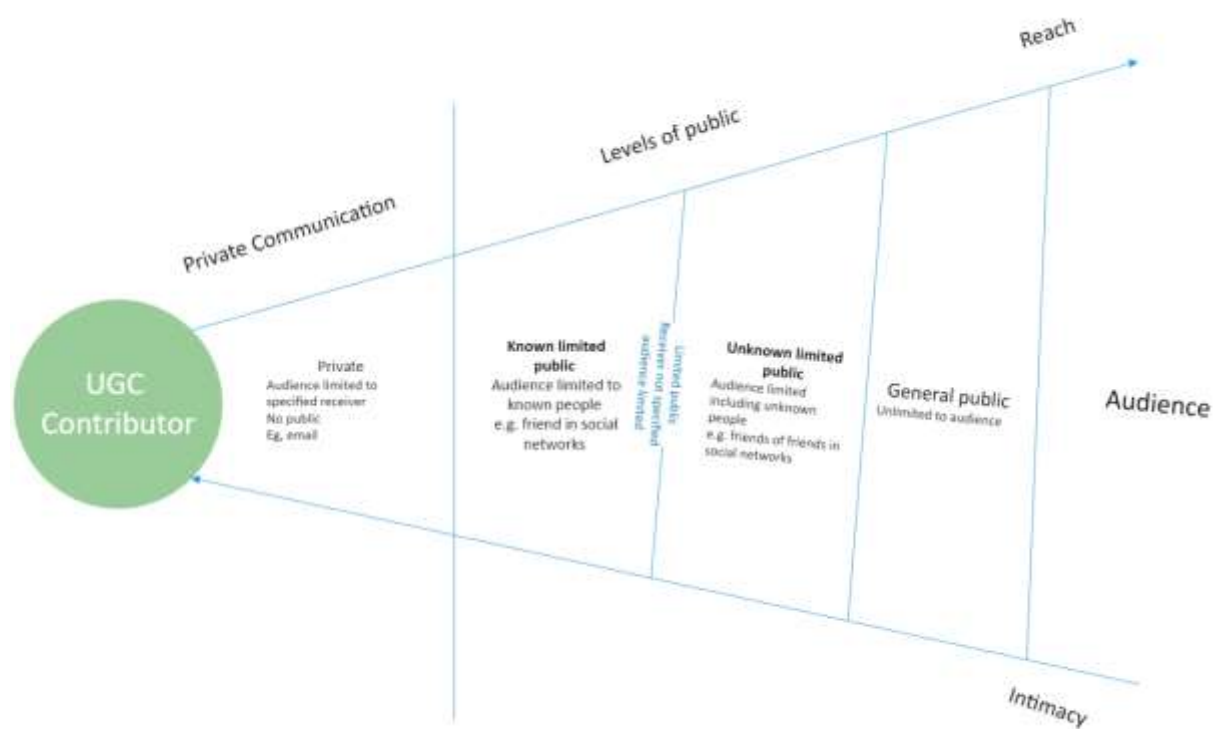 Reach
Levels of public
Private Communication
UGC
Contributor
Private
Audience limited to
specified receiver
No public
Eg, email
Known limited
public
Audience limited to
known people
e.g. friend in social
networks
Limited public
Receiver not specified
audience limited
Unknown limited
public
Audience limited
including unknown
people
e.g. friends of friends in
social networks
General public
Unlimited to audience
Audience
Intimacy